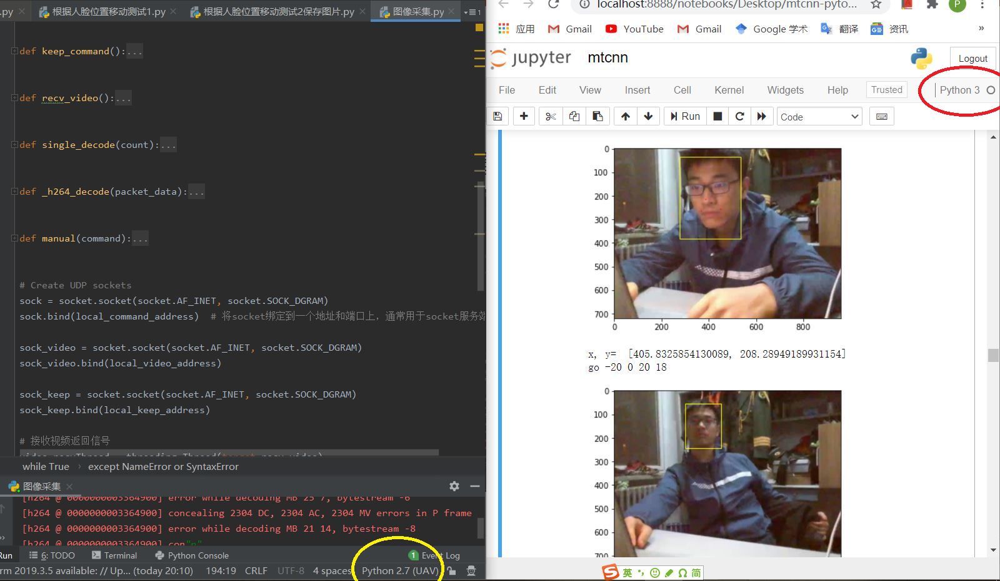 .py
根据人脸位置移动测试1.py
根据人脸位置移动测试2保存图片.py
图像采集.py
1
def keep_command():...
def recv_video():...
def single_decode(count):...
def _h264_decode(packet_data):...
def manual(command):...
# Create UDP sockets
sock = socket.socket(socket.AF_INET, socket.SOCK_DGRAM)
sock.bind(local_command_address)  # 将socket绑定到一个地址和端口上，通常用于socket服务端
sock_video = socket.socket(socket.AF_INET, socket.SOCK_DGRAM)
sock_video.bind(local_video_address)
sock_keep = socket.socket(socket.AF_INET, socket.SOCK_DGRAM)
sock_keep.bind(local_keep_address)
# 接收视频返回信号
while True › except NameError or SyntaxError
图像采集
[h264 @ 0000000003364900] error while decoding MB 25 7, bytestream -6
[h264 @ 0000000003364900] concealing 2304 DC, 2304 AC, 2304 MV errors in P frame
[h264 @ 0000000003364900] error while decoding MB 21 14, bytestream -8
[h264 @ 0000000003364900] con"n"
Run 6: TODO Terminal Python Console 1 Event Log
rm 2019.3.5 available: // Up... (today 20:10) 194:19 CRLF UTF-8 4 spaces Python 2.7 (UAV)
localhost:8888/notebooks/Desktop/mtcnn-pyto...
P
应用 Gmail YouTube Gmail Google 学术 翻译 资讯 »
jupyter mtcnn Logout
File Edit View Insert Cell Kernel Widgets Help Trusted Python 3
Run Code
0
100
200
300
400
500
600
700
0 200 400 600 800
x, y=  [405.8325854130089, 208.28949189931154]
go -20 0 20 18
0
100
200
300
400
500
600
700
S 英 简